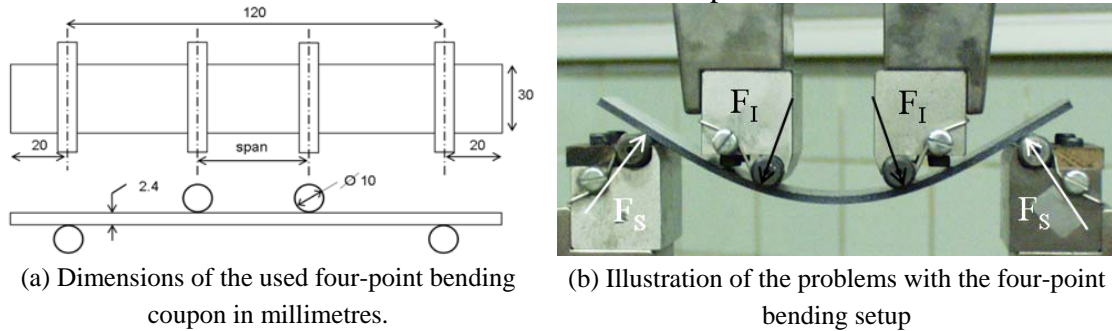 120
30
20
span
20
2.4
Ø 10
F_I
F_I
F_S
F_S
(a) Dimensions of the used four-point bending
coupon in millimetres.
(b) Illustration of the problems with the four-point
bending setup